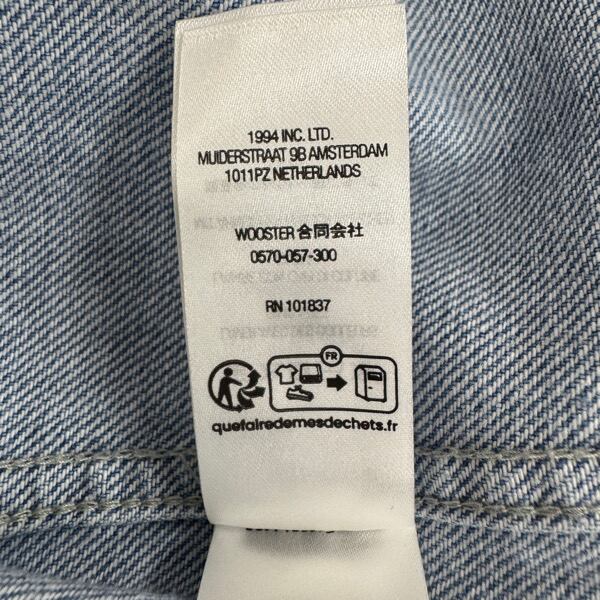 1994 INC. LTD.
MUIDERSTRAAT 9B AMSTERDAM
1011PZ NETHERLANDS
WOOSTER 合同会社
0570-057-300
RN 101837
FR
quefairedemesdechets.fr